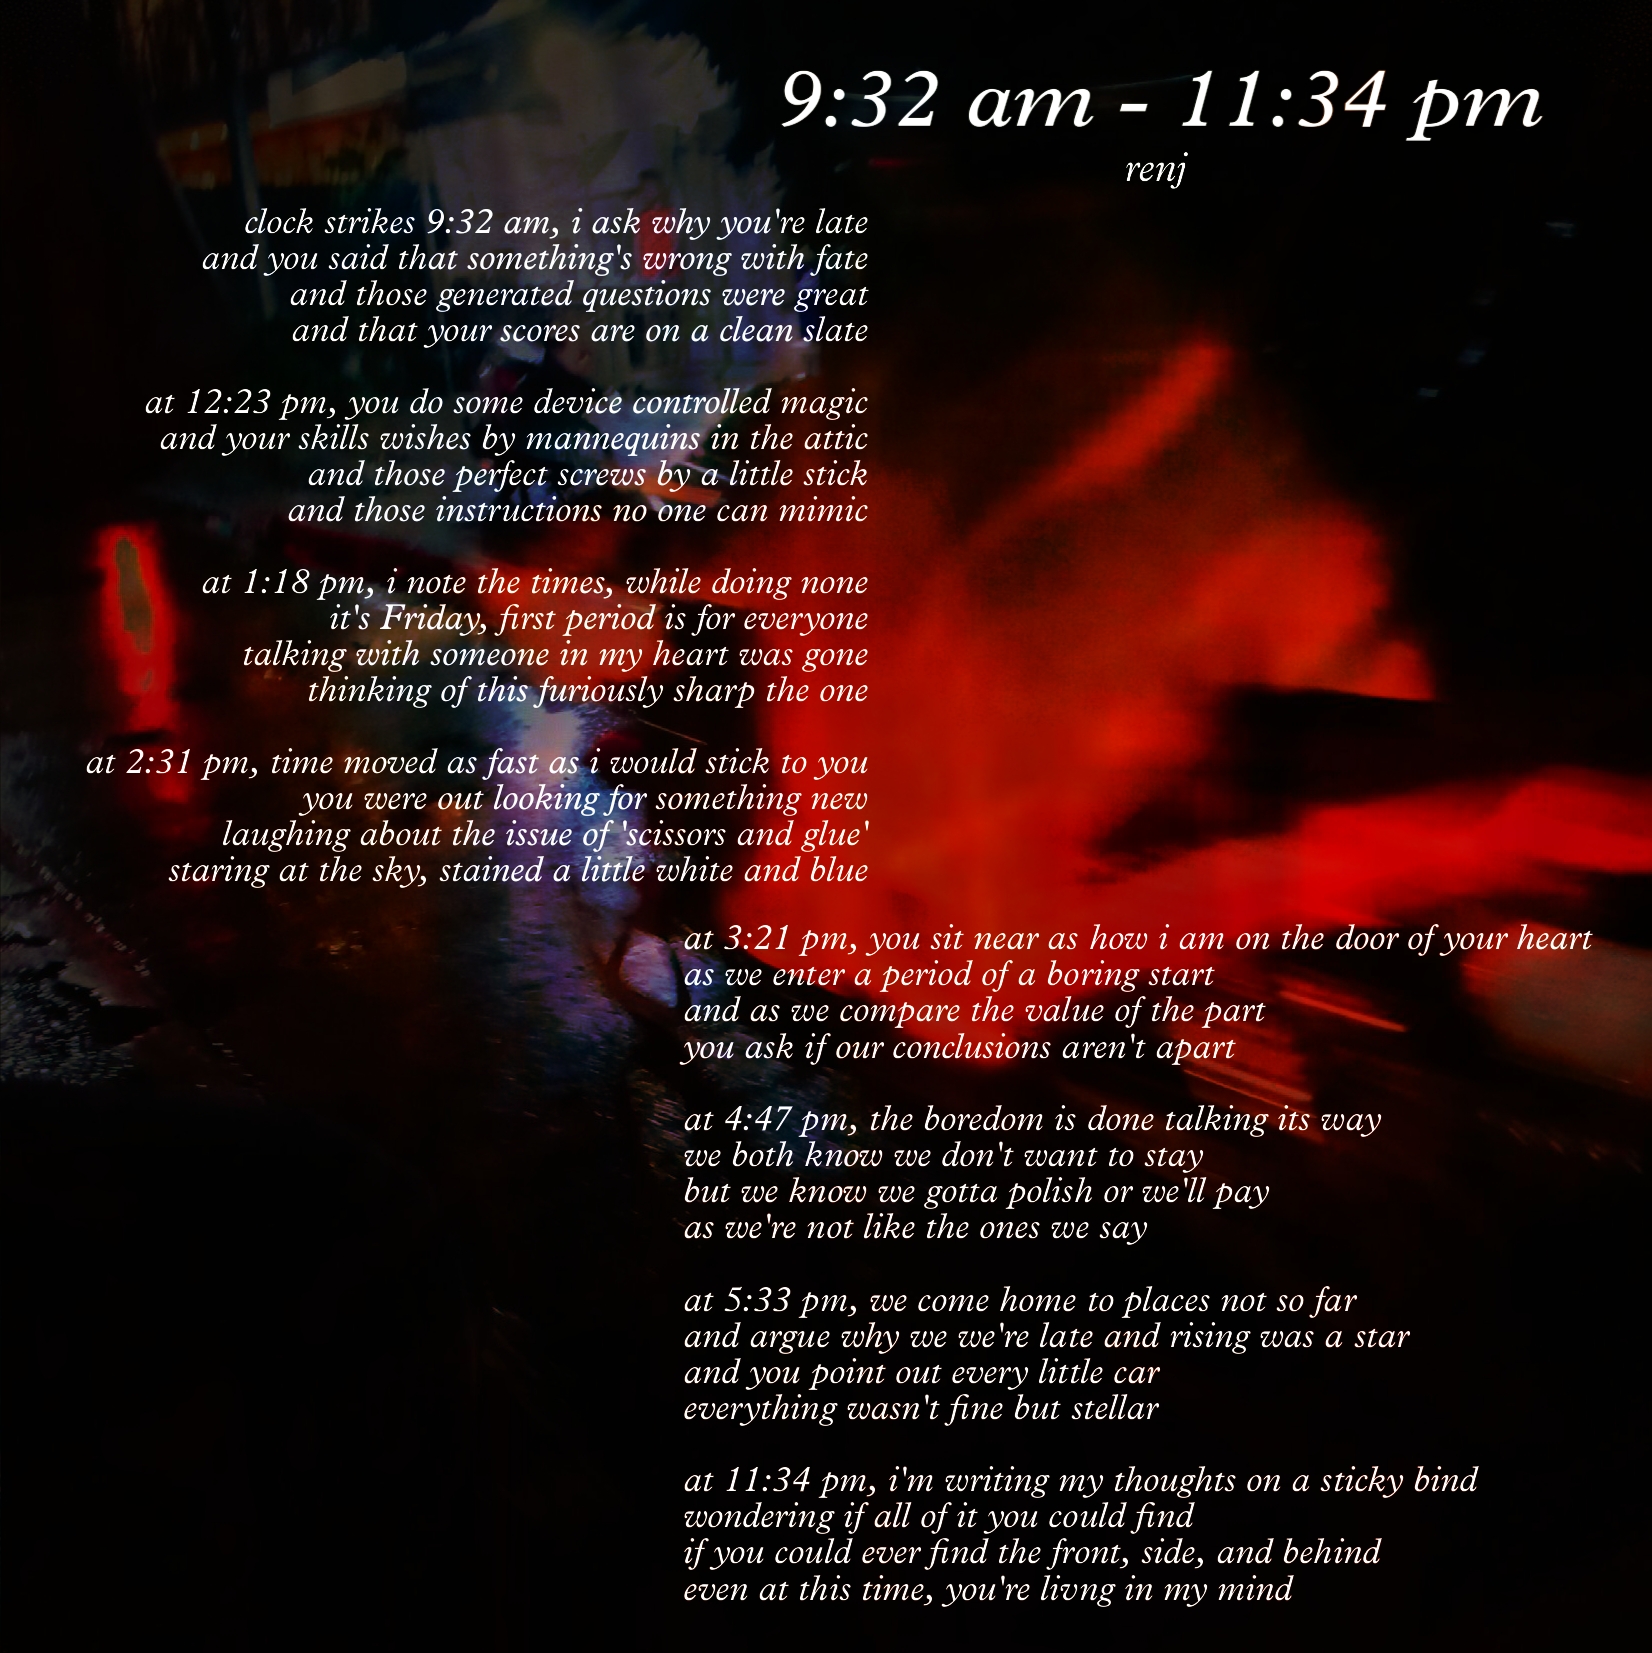 9:32 am - 11:34 pm
renj
clock strikes 9:32 am, i ask why you're late
and you said that something's wrong with fate
and those generated questions were great
and that your scores are on a clean slate
at 12:23 pm, you do some device controlled magic
and your skills wishes by mannequins in the attic
and those perfect screws by a little stick
and those instructions no one can mimic
at 1:18 pm, i note the times, while doing none
it's Friday, first period is for everyone
talking with someone in my heart was gone
thinking of this furiously sharp the one
at 2:31 pm, time moved as fast as i would stick to you
you were out looking for something new
laughing about the issue of 'scissors and glue'
staring at the sky, stained a little white and blue
at 3:21 pm, you sit near as how i am on the door of your heart
as we enter a period of a boring start
and as we compare the value of the part
you ask if our conclusions aren't apart
at 4:47 pm, the boredom is done talking its way
we both know we don't want to stay
but we know we gotta polish or we'll pay
as we're not like the ones we say
at 5:33 pm, we come home to places not so far
and argue why we we're late and rising was a star
and you point out every little car
everything wasn't fine but stellar
at 11:34 pm, i'm writing my thoughts on a sticky bind
wondering if all of it you could find
if you could ever find the front, side, and behind
even at this time, you're livng in my mind